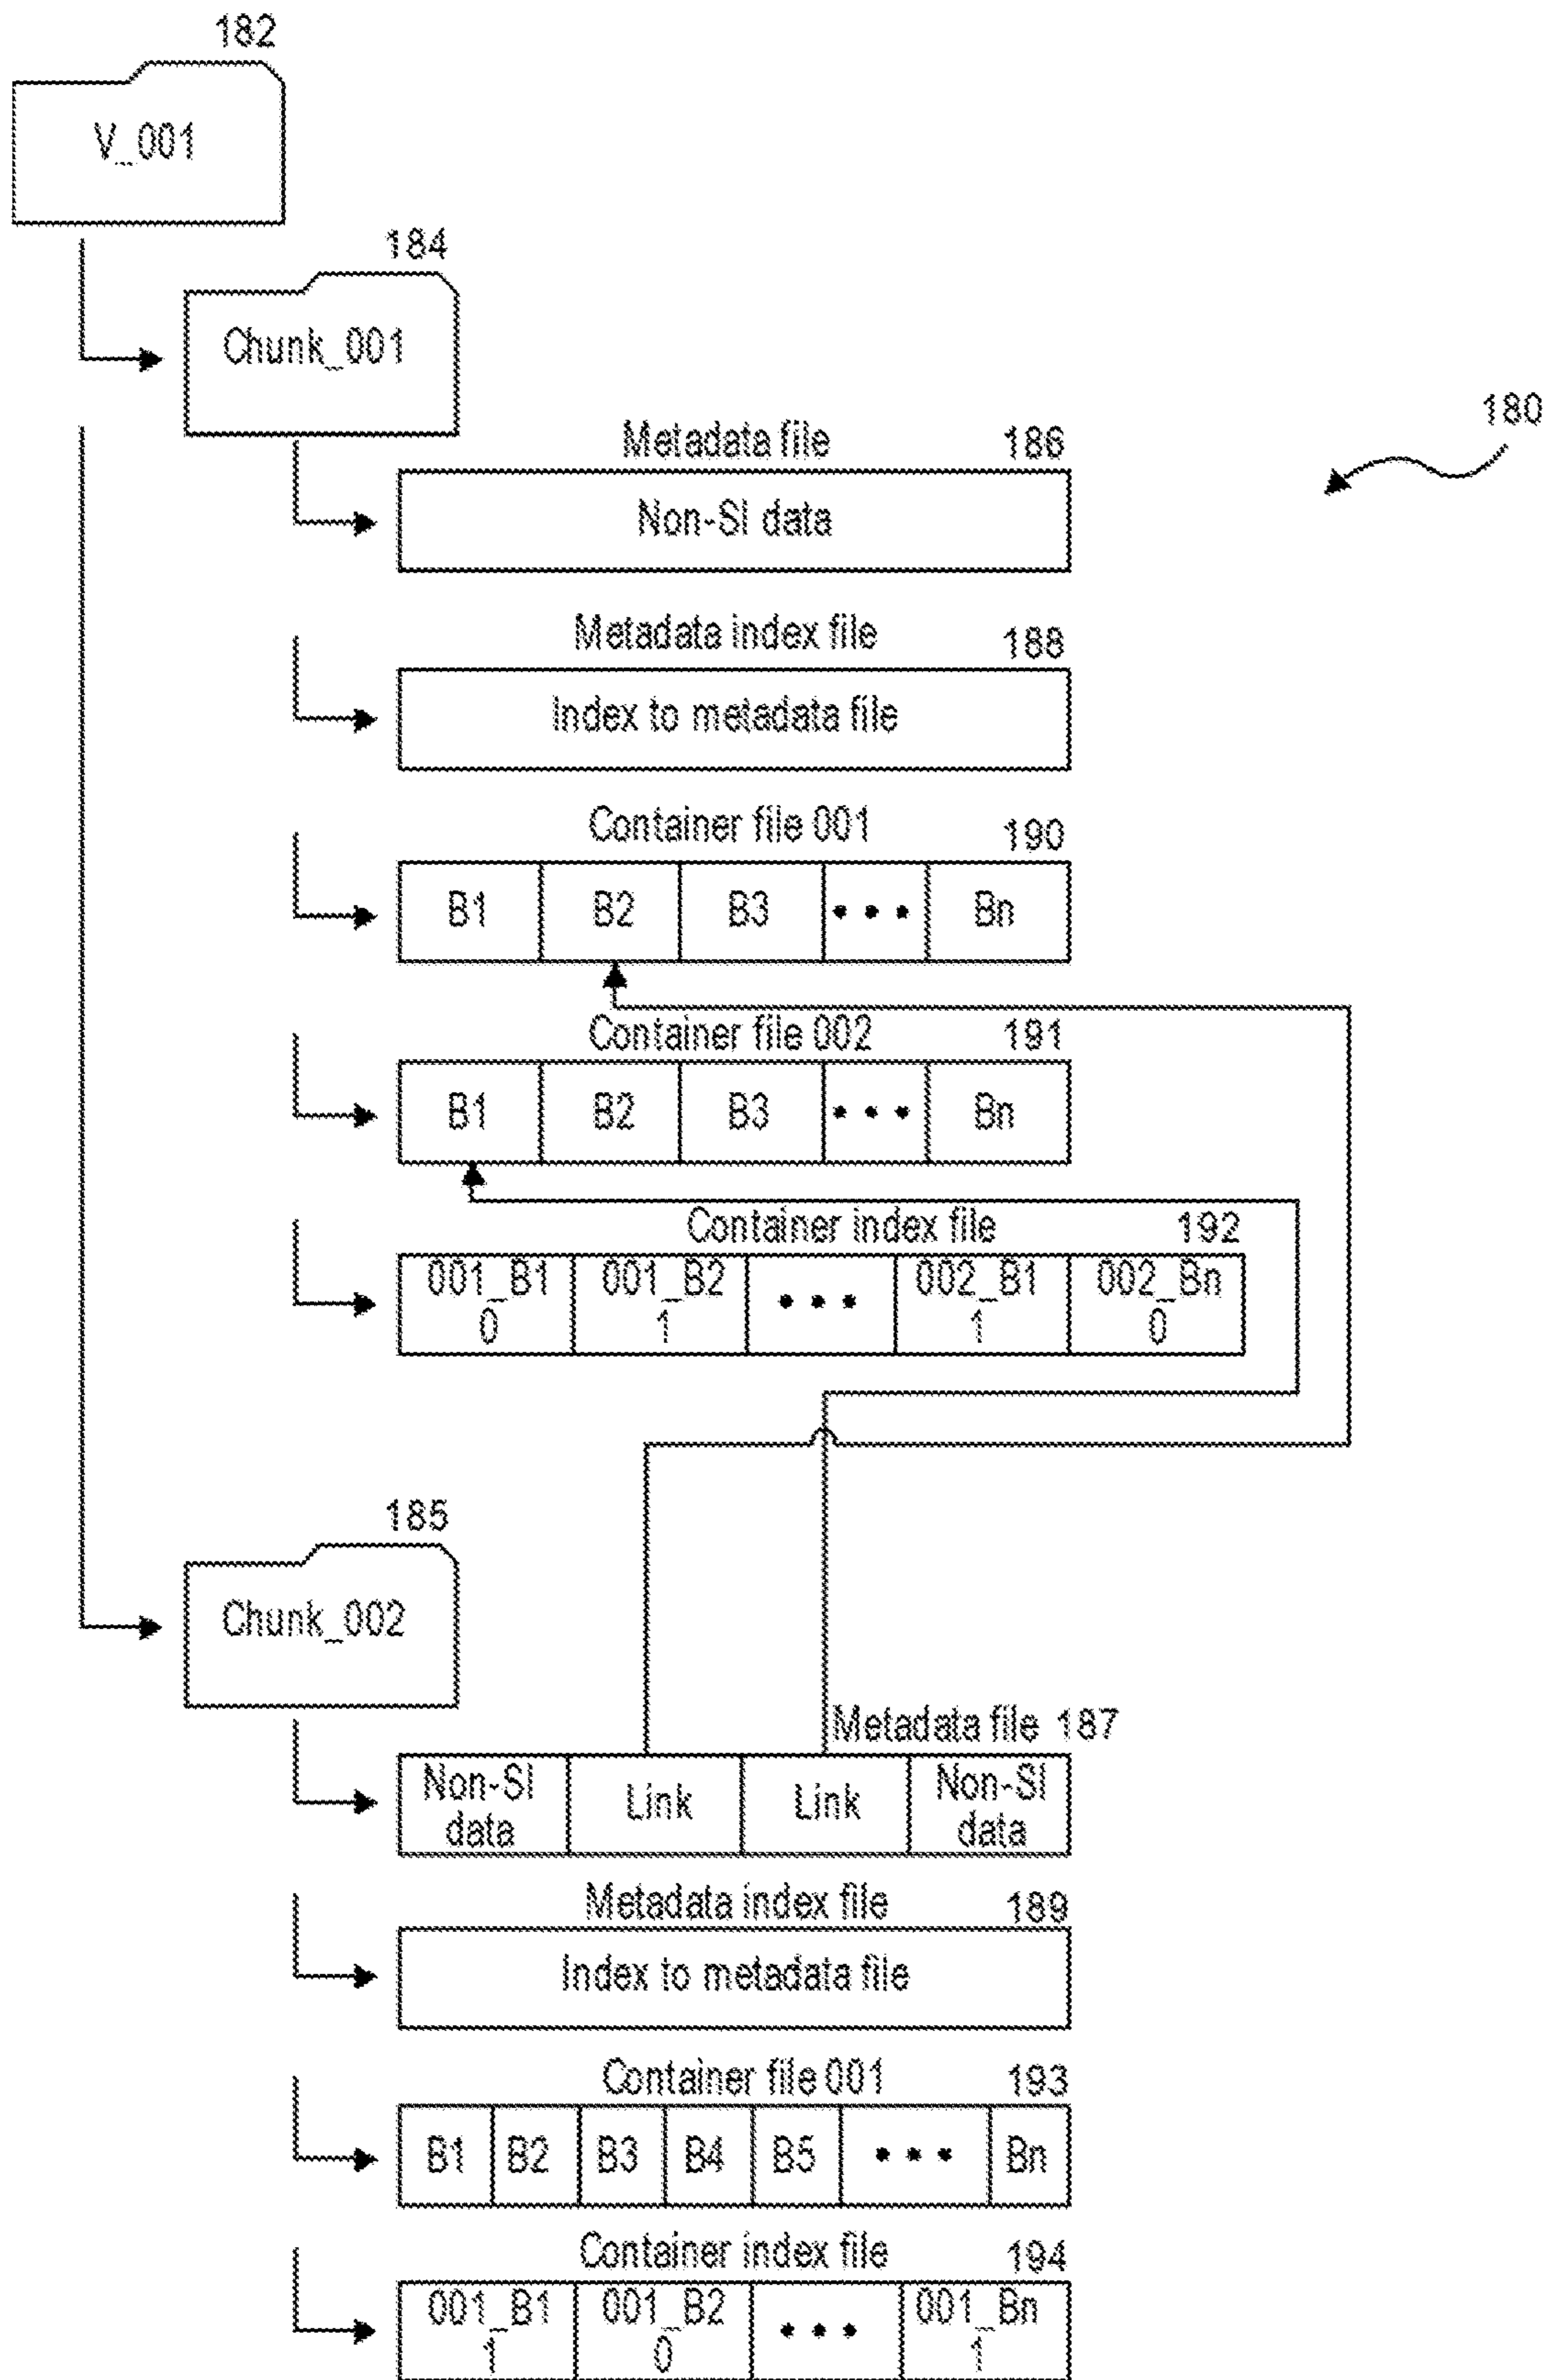 182
V_001
184
Chunk_001
180
Metadata file 186
Non-SI data
Metadata index file 188
Index to metadata file
Container file 001 190
B1 B2 B3 • • • Bn
Container file 002 191
B1 B2 B3 • • • Bn
Container index file 192
001_B1 001_B2 • • • 002_B1 002_Bn
0 1 1 0
185
Chunk_002
Metadata file 187
Non-SI Link Link Non-SI
data data
Metadata index file 189
Index to metadata file
Container file 001 193
B1 B2 B3 B4 B5 • • • Bn
Container index file 194
001_B1 001_B2 • • • 001_Bn
1 0 1